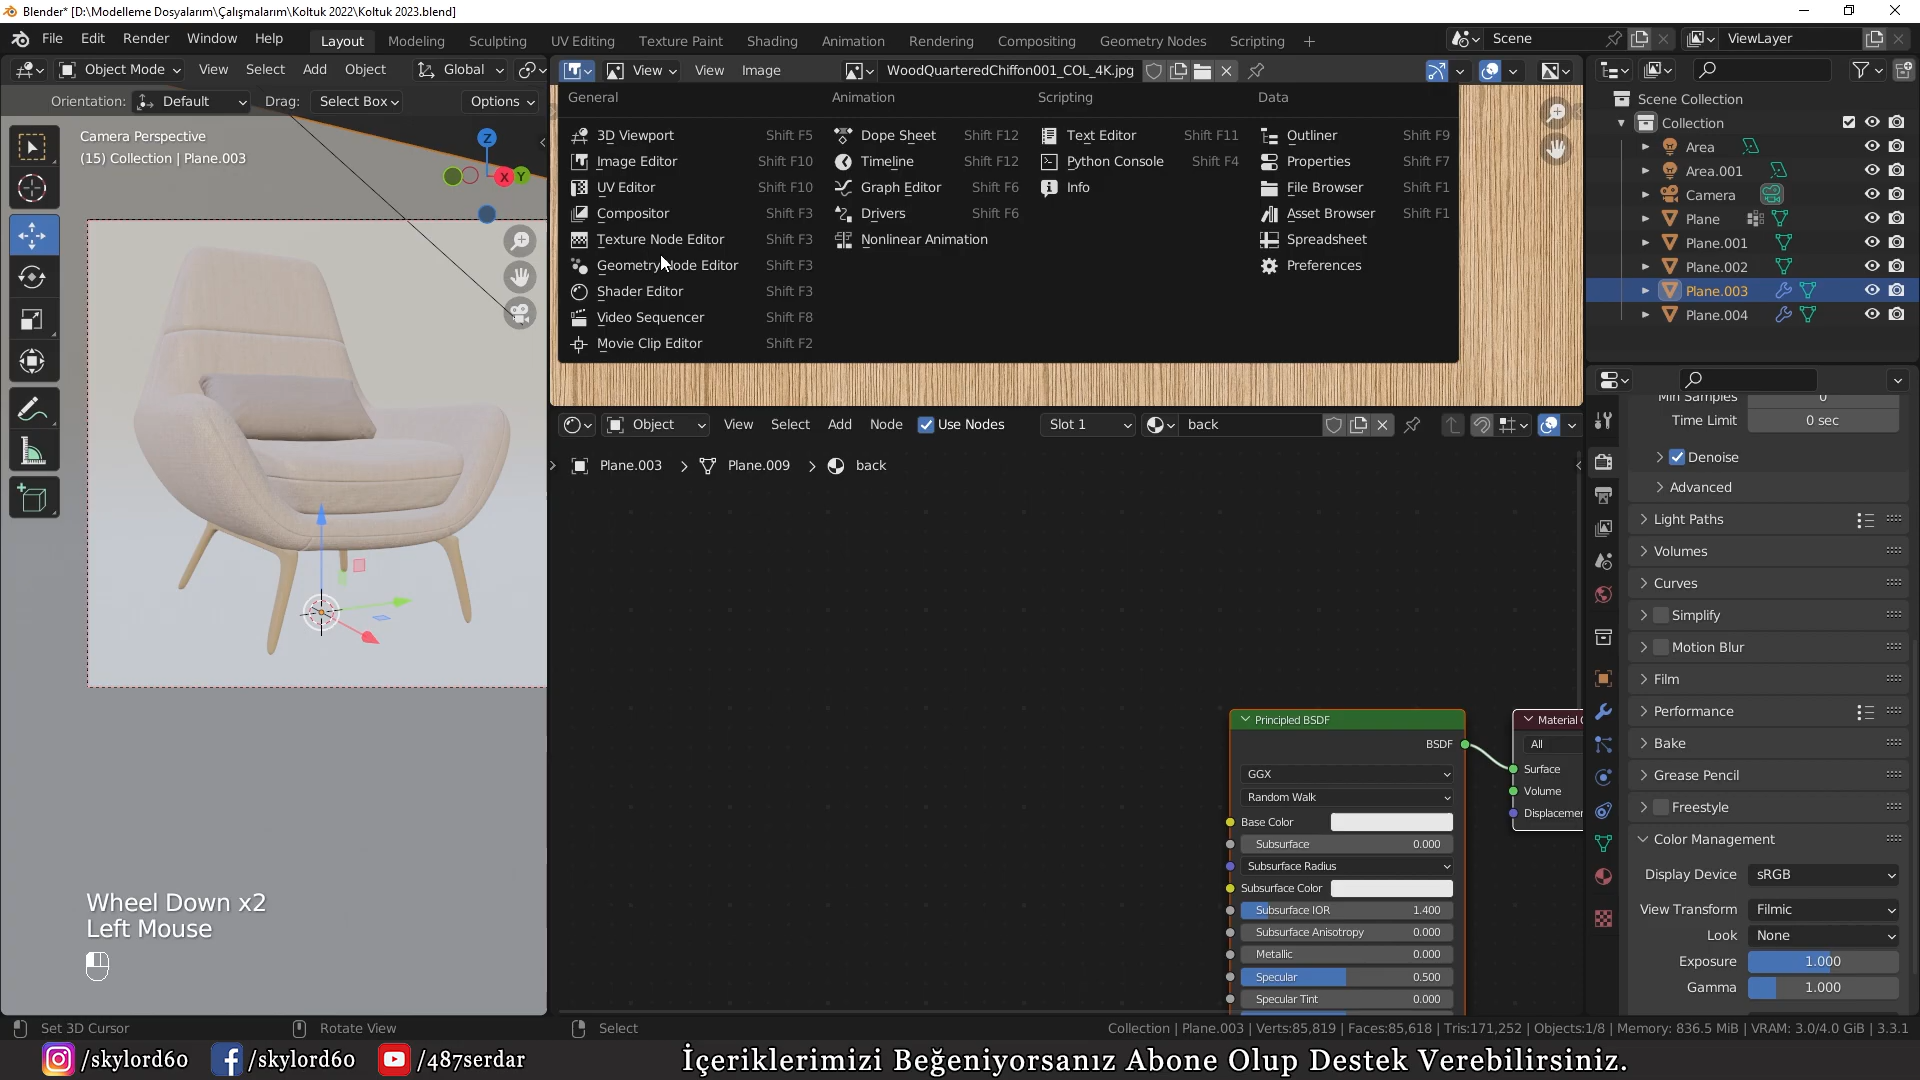 Blender* [D:\Modelleme Dosyalarım\Çalışmalarım\Koltuk 2022\Koltuk 2023.blend]
File Edit Render Window Help Layout Modeling Sculpting UV Editing Texture Paint Shading Animation Rendering Compositing Geometry Nodes Scripting + Scene ViewLayer
Object Mode View Select Add Object Global View View Image WoodQuarteredChiffon001_COL_4K.jpg
Orientation: Default Drag: Select Box Options
General Animation Scripting Data
3D Viewport Shift F5 Dope Sheet Shift F12 Text Editor Shift F11 Outliner Shift F9
Image Editor Shift F10 Timeline Shift F12 Python Console Shift F4 Properties Shift F7
UV Editor Shift F10 Graph Editor Shift F6 Info File Browser Shift F1
Compositor Shift F3 Drivers Shift F6 Asset Browser Shift F1
Texture Node Editor Shift F3 Nonlinear Animation Spreadsheet
Geometry Node Editor Shift F3 Preferences
Shader Editor Shift F3
Video Sequencer Shift F8
Movie Clip Editor Shift F2
Camera Perspective
(15) Collection | Plane.003
Z
X Y
Scene Collection
Collection
Area
Area.001
Camera
Plane
Plane.001
Plane.002
Plane.003
Plane.004
Object View Select Add Node Use Nodes Slot 1 back
Plane.003 Plane.009 back
Principled BSDF
BSDF
GGX
Random Walk
Base Color
Subsurface 0.000
Subsurface Radius
Subsurface Color
Subsurface IOR 1.400
Subsurface Anisotropy 0.000
Metallic 0.000
Specular 0.500
Specular Tint 0.000
All
Surface
Volume
Min Samples 0
Time Limit 0 sec
Denoise
Advanced
Light Paths
Volumes
Curves
Simplify
Motion Blur
Film
Performance
Bake
Grease Pencil
Freestyle
Color Management
Display Device sRGB
View Transform Filmic
Look None
Exposure 1.000
Gamma 1.000
Wheel Down x2
Left Mouse
Set 3D Cursor Rotate View Select Collection | Plane.003 | Verts:85,819 | Faces:85,618 | Tris:171,252 | Objects:1/8 | Memory: 836.5 MiB | VRAM: 3.0/4.0 GiB | 3.3.1
/skylord60 /skylord60 /487serdar İçeriklerimizi Beğeniyorsanız Abone Olup Destek Verebilirsiniz.